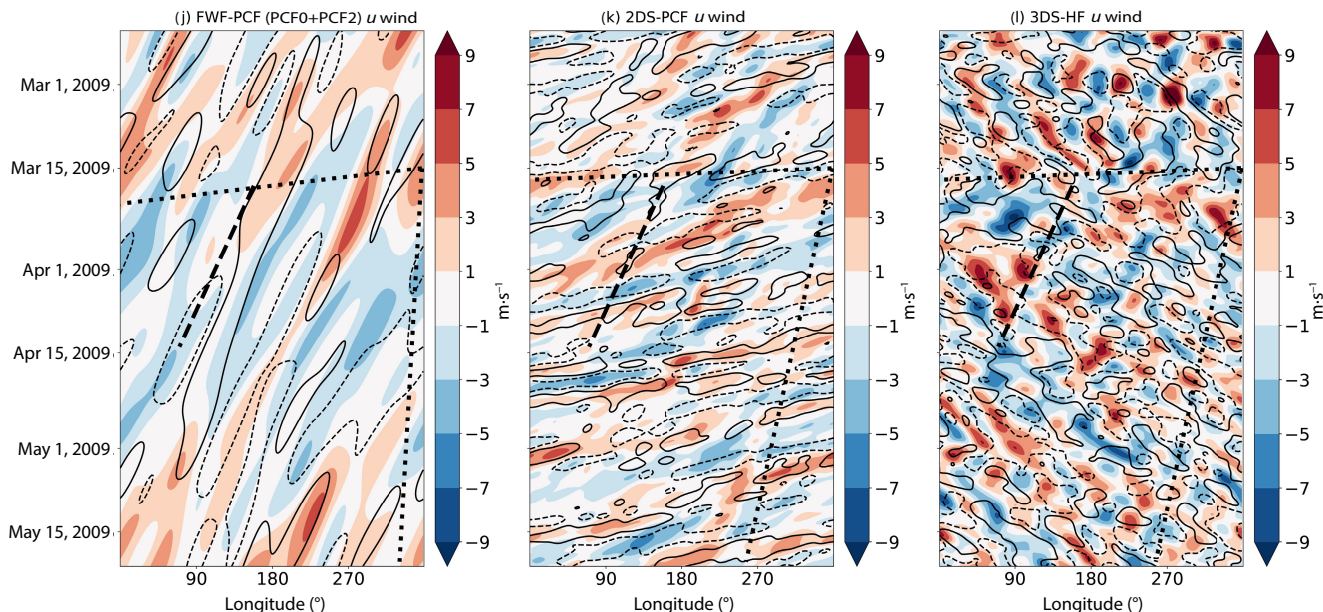 (j) FWF-PCF (PCF0+PCF2) u wind
(k) 2DS-PCF u wind
(l) 3DS-HF u wind
Mar 1, 2009
Mar 15, 2009
Apr 1, 2009
Apr 15, 2009
May 1, 2009
May 15, 2009
90
180
270
Longitude (°)
9
7
5
3
1
−1
−3
−5
−7
−9
m·s⁻¹
90
180
270
Longitude (°)
9
7
5
3
1
−1
−3
−5
−7
−9
m·s⁻¹
90
180
270
Longitude (°)
9
7
5
3
1
−1
−3
−5
−7
−9
m·s⁻¹